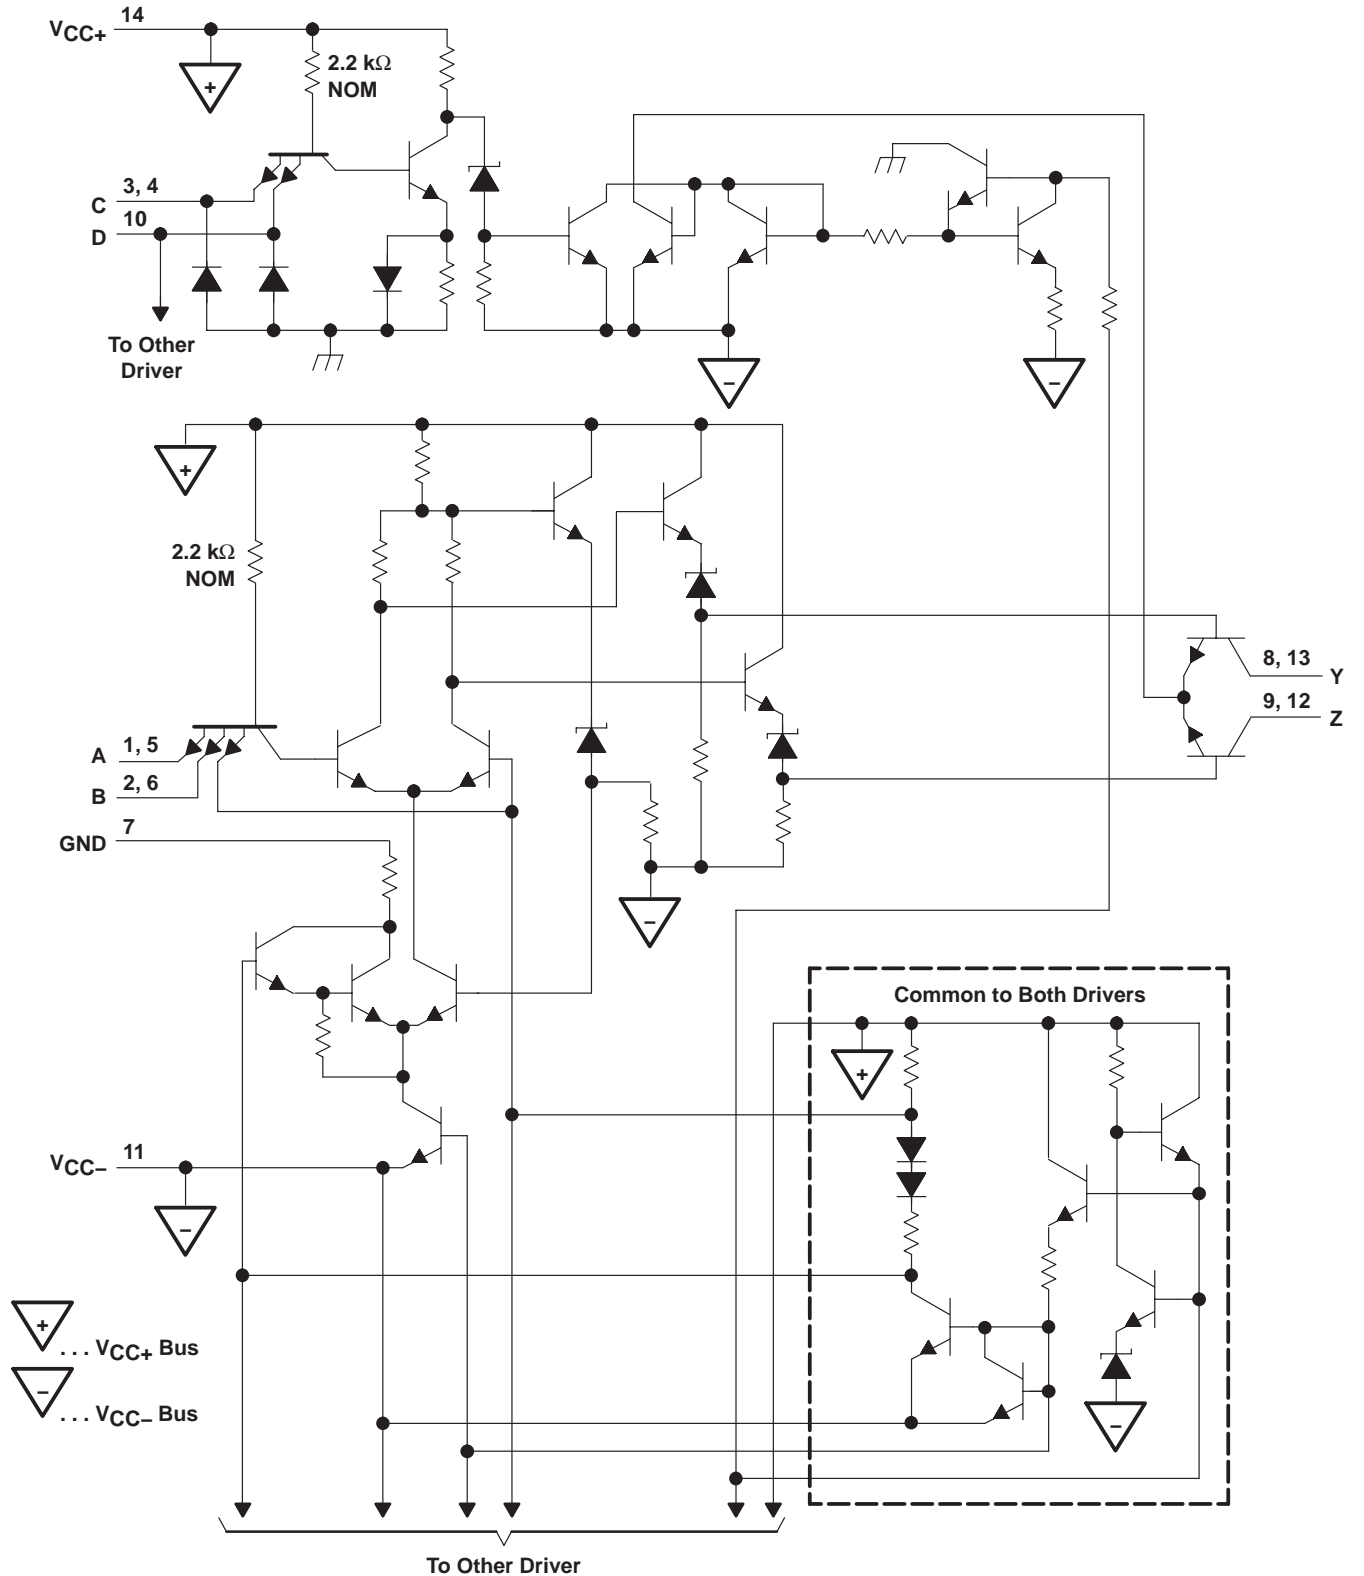 14
VCC+
2.2 kΩ
NOM
+
3, 4
C
10
D
To Other
Driver
−
−
+
2.2 kΩ
NOM
8, 13
Y
9, 12
Z
1, 5
A
2, 6
B
7
GND
−
Common to Both Drivers
+
11
VCC−
−
+
. . . VCC+ Bus
−
. . . VCC− Bus
−
To Other Driver